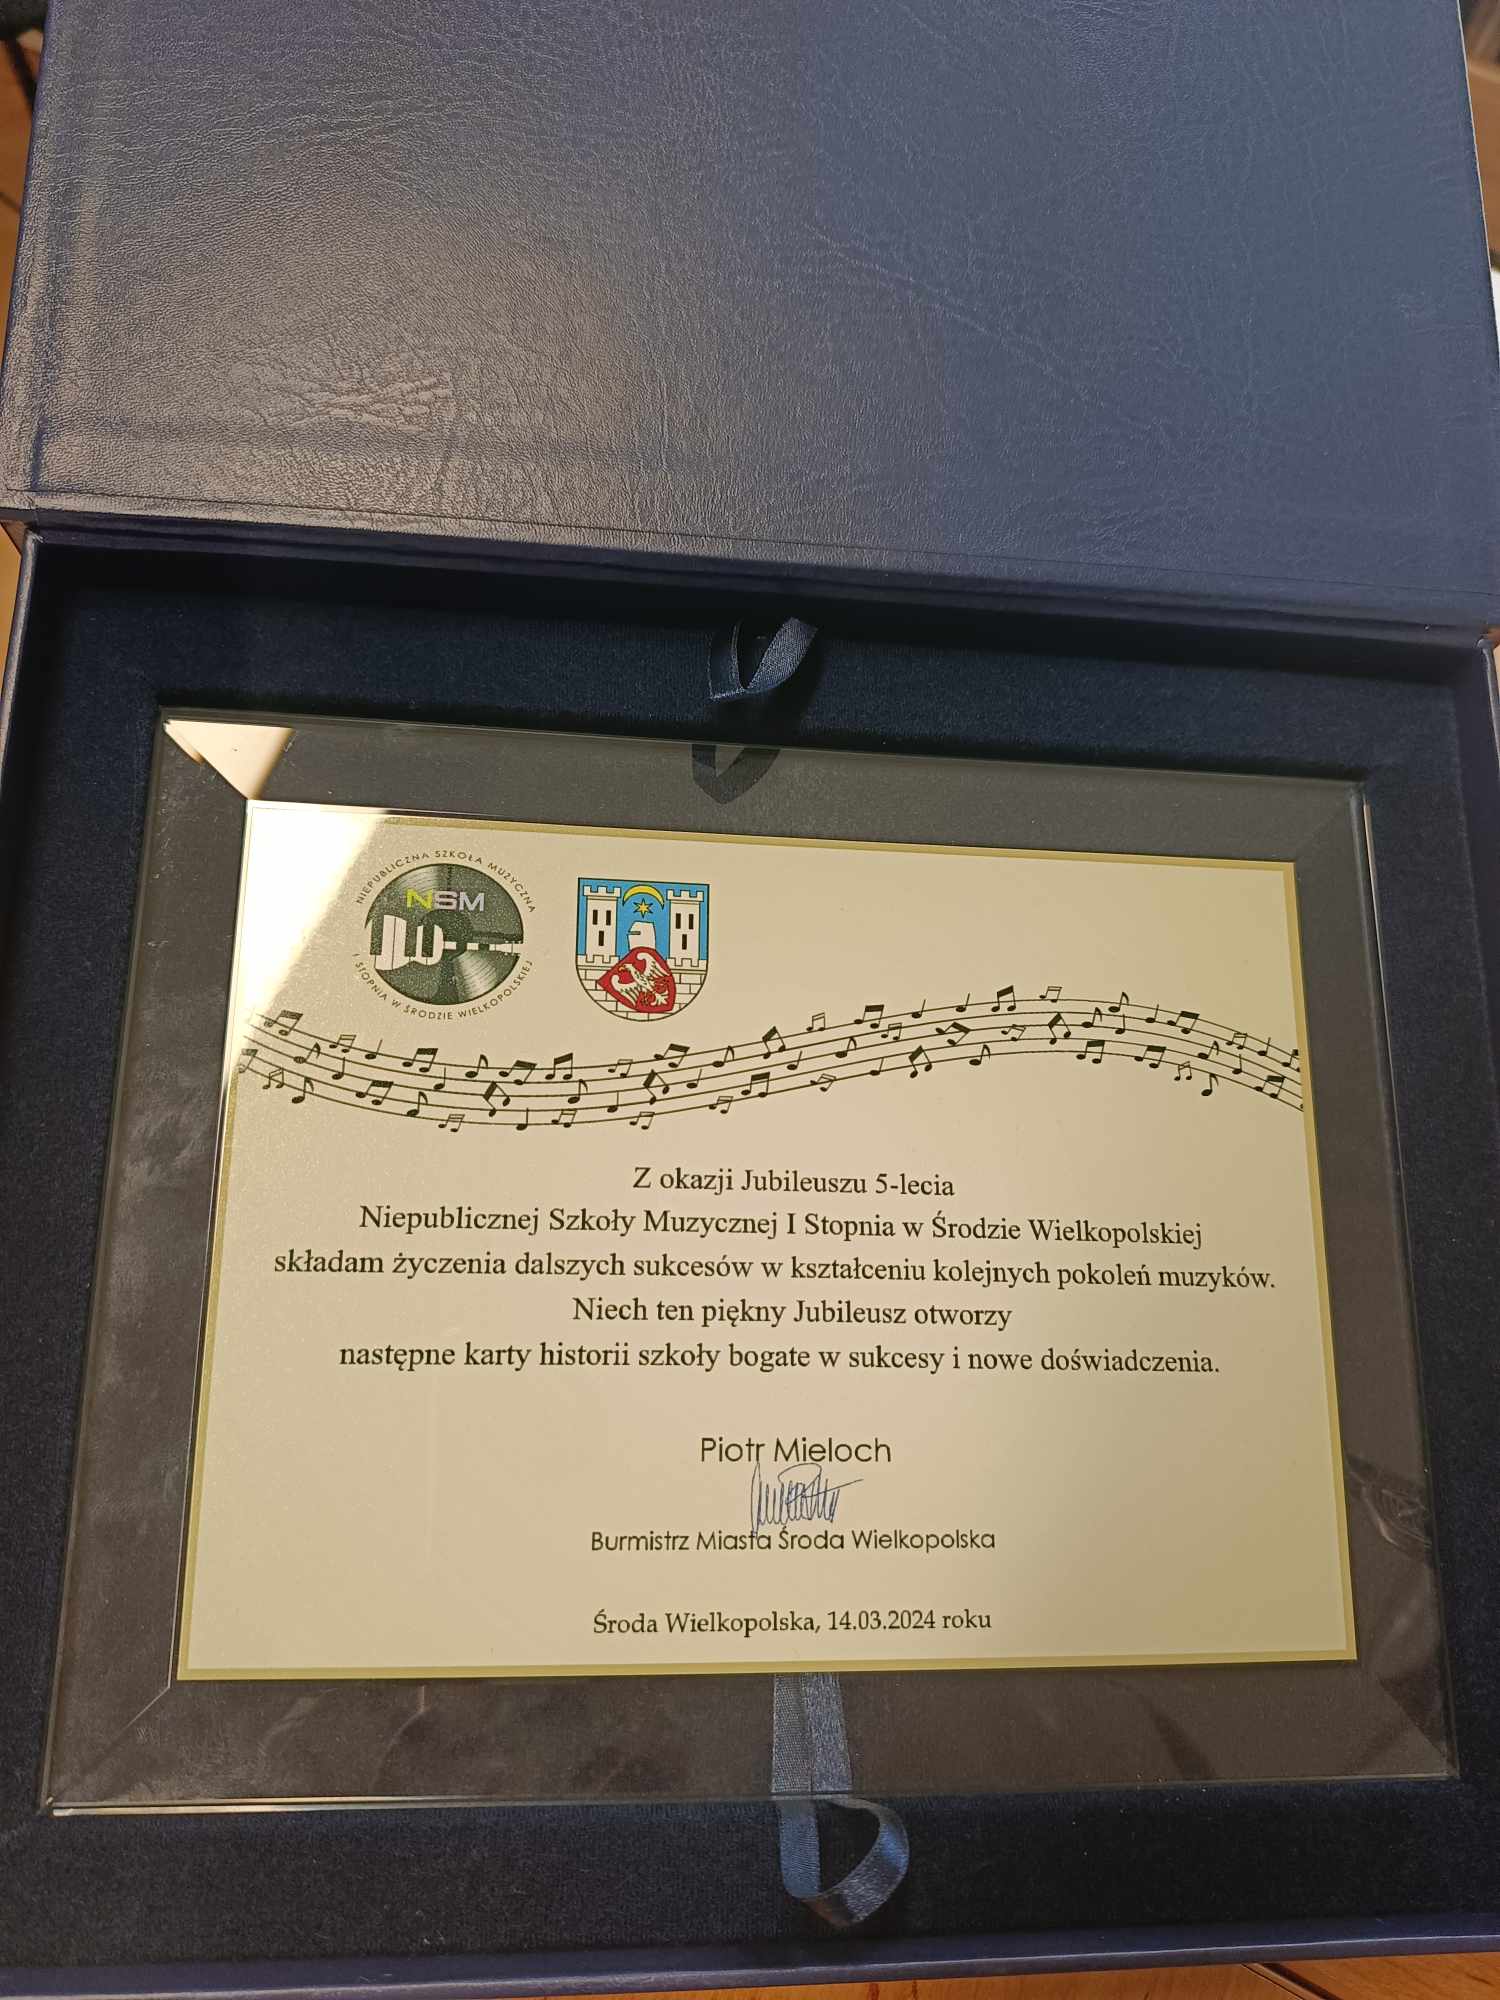 NIEPUBLICZNA SZKOŁA MUZYCZNA
NSM
I STOPNIA W ŚRODZIE WIELKOPOLSKIEJ
Z okazji Jubileuszu 5-lecia
Niepublicznej Szkoły Muzycznej I Stopnia w Środzie Wielkopolskiej
składam życzenia dalszych sukcesów w kształceniu kolejnych pokoleń muzyków.
Niech ten piękny Jubileusz otworzy
następne karty historii szkoły bogate w sukcesy i nowe doświadczenia.
Piotr Mieloch
Burmistrz Miasta Środa Wielkopolska
Środa Wielkopolska, 14.03.2024 roku